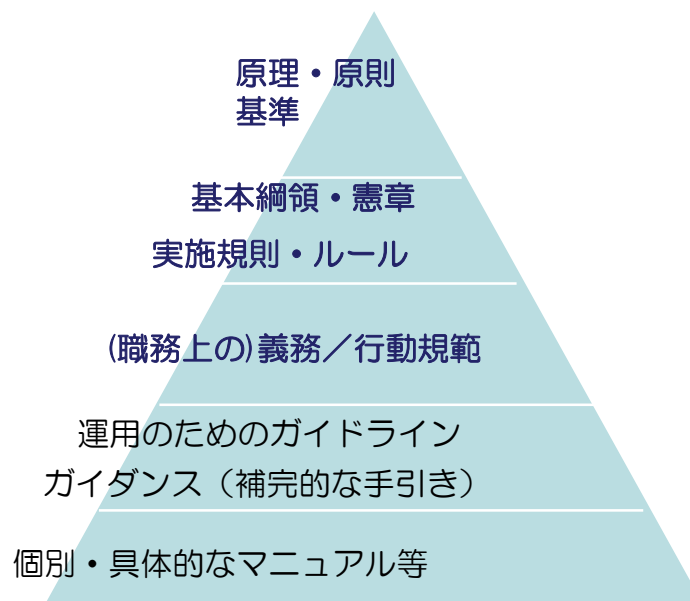 原理・原則
基準
基本綱領・憲章
実施規則・ルール
(職務上の)義務／行動規範
運用のためのガイドライン
ガイダンス（補完的な手引き）
個別・具体的なマニュアル等